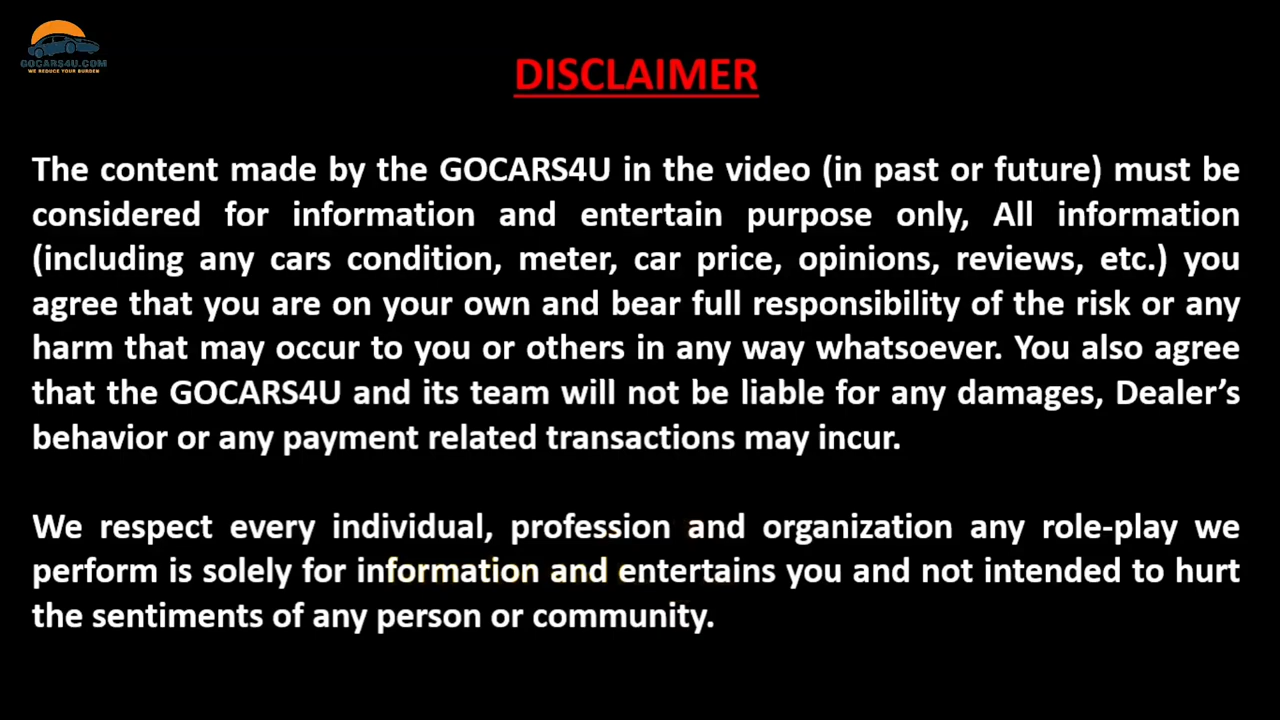 GOCARS4U.COM
WE REDUCE YOUR BURDEN
DISCLAIMER
The content made by the GOCARS4U in the video (in past or future) must be
considered for information and entertain purpose only, All information
(including any cars condition, meter, car price, opinions, reviews, etc.) you
agree that you are on your own and bear full responsibility of the risk or any
harm that may occur to you or others in any way whatsoever. You also agree
that the GOCARS4U and its team will not be liable for any damages, Dealer’s
behavior or any payment related transactions may incur.
We respect every individual, profession and organization any role-play we
perform is solely for information and entertains you and not intended to hurt
the sentiments of any person or community.